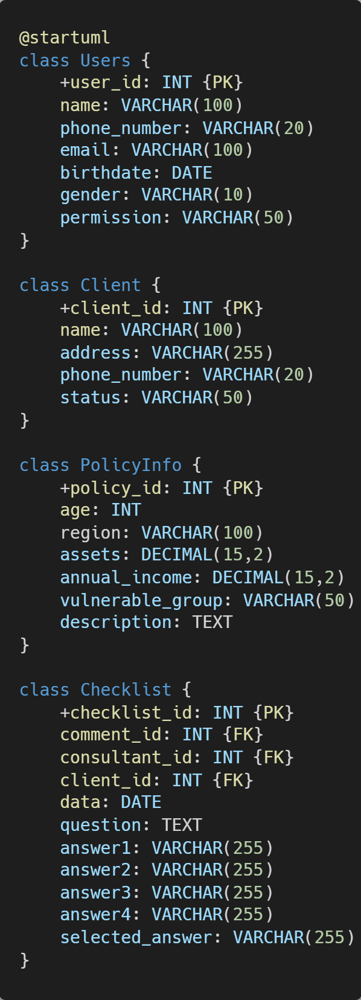 @startuml
class Users {
    +user_id: INT {PK}
    name: VARCHAR(100)
    phone_number: VARCHAR(20)
    email: VARCHAR(100)
    birthdate: DATE
    gender: VARCHAR(10)
    permission: VARCHAR(50)
}

class Client {
    +client_id: INT {PK}
    name: VARCHAR(100)
    address: VARCHAR(255)
    phone_number: VARCHAR(20)
    status: VARCHAR(50)
}

class PolicyInfo {
    +policy_id: INT {PK}
    age: INT
    region: VARCHAR(100)
    assets: DECIMAL(15,2)
    annual_income: DECIMAL(15,2)
    vulnerable_group: VARCHAR(50)
    description: TEXT
}

class Checklist {
    +checklist_id: INT {PK}
    comment_id: INT {FK}
    consultant_id: INT {FK}
    client_id: INT {FK}
    data: DATE
    question: TEXT
    answer1: VARCHAR(255)
    answer2: VARCHAR(255)
    answer3: VARCHAR(255)
    answer4: VARCHAR(255)
    selected_answer: VARCHAR(255)
}